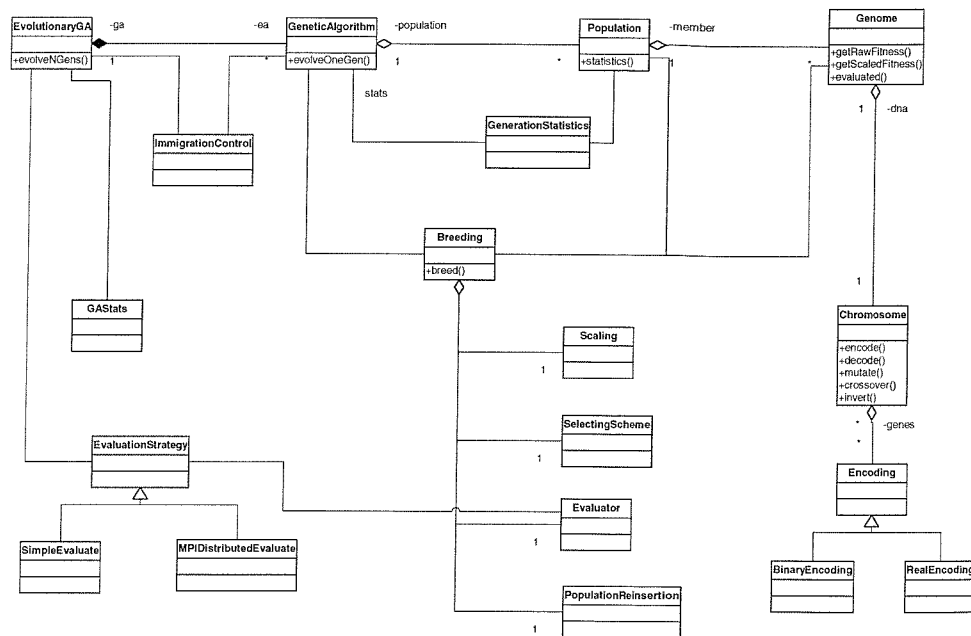 EvolutionaryGA
+evolveNGens()
-ga
1
-ea
*
GeneticAlgorithm
+evolveOneGen()
-population
1
*
stats
Population
+statistics()
-member
1
*
Genome
+getRawFitness()
+getScaledFitness()
+evaluated()
1
-dna
ImmigrationControl
GenerationStatistics
Breeding
+breed()
GAStats
1
Chromosome
+encode()
+decode()
+mutate()
+crossover()
+invert()
Scaling
1
SelectingScheme
1
*
-genes
*
EvaluationStrategy
Encoding
Evaluator
1
SimpleEvaluate
MPIDistributedEvaluate
BinaryEncoding
RealEncoding
PopulationReinsertion
1